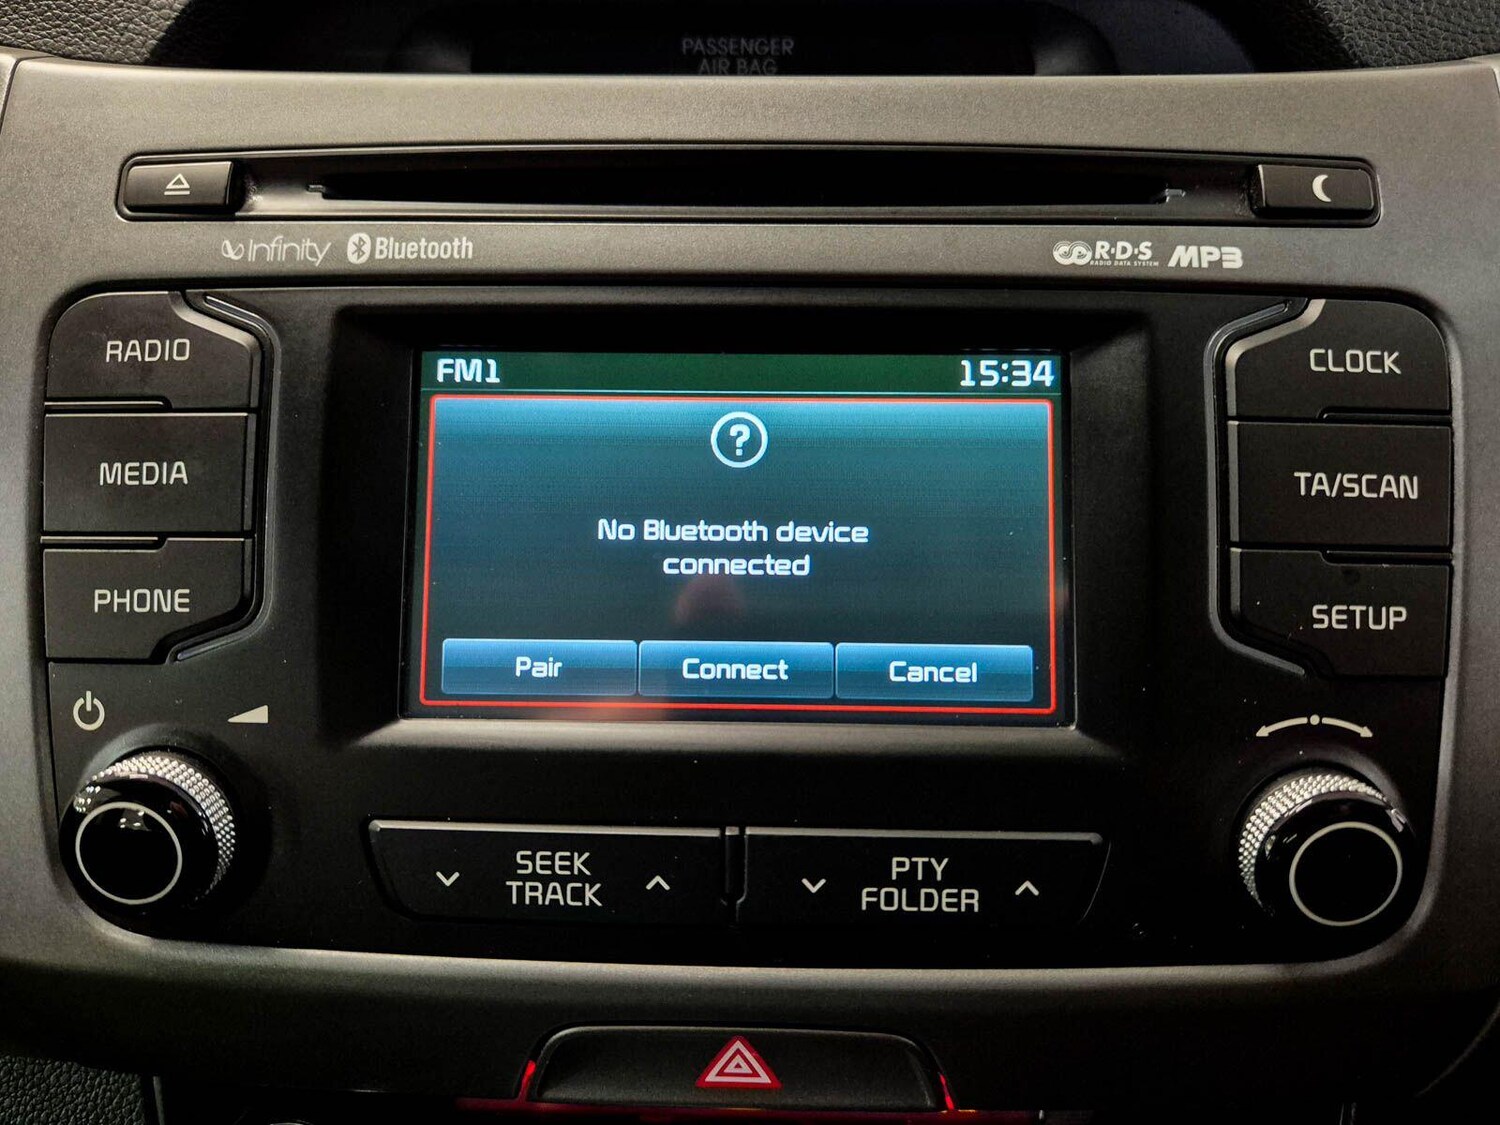 PASSENGER
AIR BAG
Infinity Bluetooth
R·D·S MP3
RADIO DATA SYSTEM
RADIO
MEDIA
PHONE
FM1 15:34
?
No Bluetooth device
connected
Pair Connect Cancel
CLOCK
TA/SCAN
SETUP
SEEK
TRACK
PTY
FOLDER